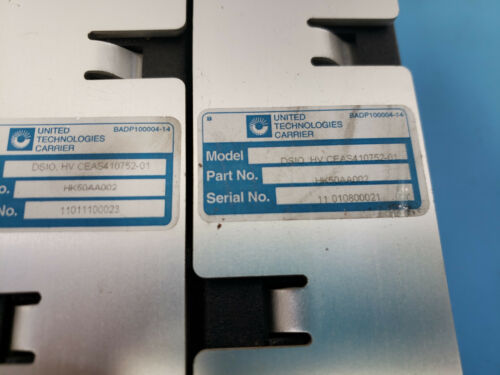 UNITED
TECHNOLOGIES
CARRIER
BADP100004-14
DSIO, HV CEAS410752-01
o.
HK50AA002
No.
11011100023
B
UNITED
TECHNOLOGIES
CARRIER
BADP100004-14
Model
DSIO, HV CEAS410752-01
Part No.
HK50AA002
Serial No.
11 010800021